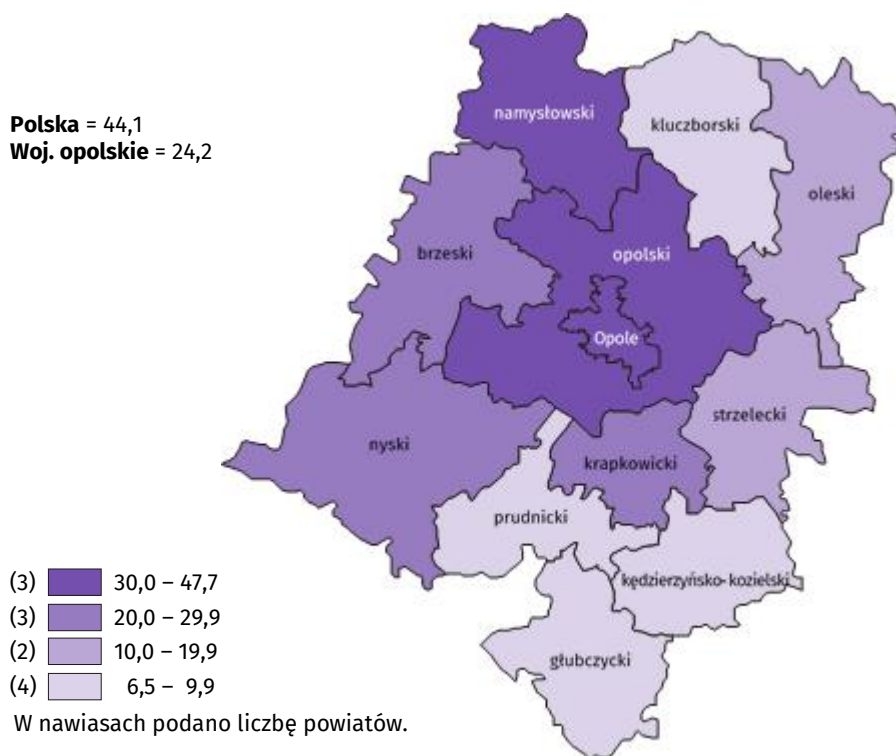 Polska = 44,1
Woj. opolskie = 24,2
namysłowski
kluczborski
oleski
brzeski
opolski
Opole
strzelecki
nyski
krapkowicki
prudnicki
kędzierzyńsko-kozielski
głubczycki
(3) 30,0 – 47,7
(3) 20,0 – 29,9
(2) 10,0 – 19,9
(4) 6,5 – 9,9
W nawiasach podano liczbę powiatów.